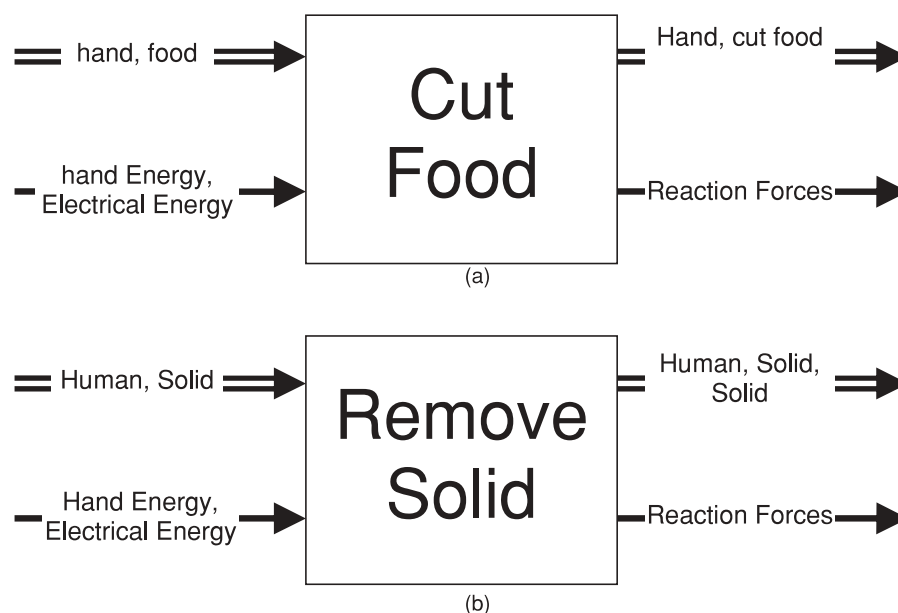 hand, food
Cut
Food
Hand, cut food
hand Energy,
Electrical Energy
Reaction Forces
(a)
Human, Solid
Remove
Solid
Human, Solid,
Solid
Hand Energy,
Electrical Energy
Reaction Forces
(b)